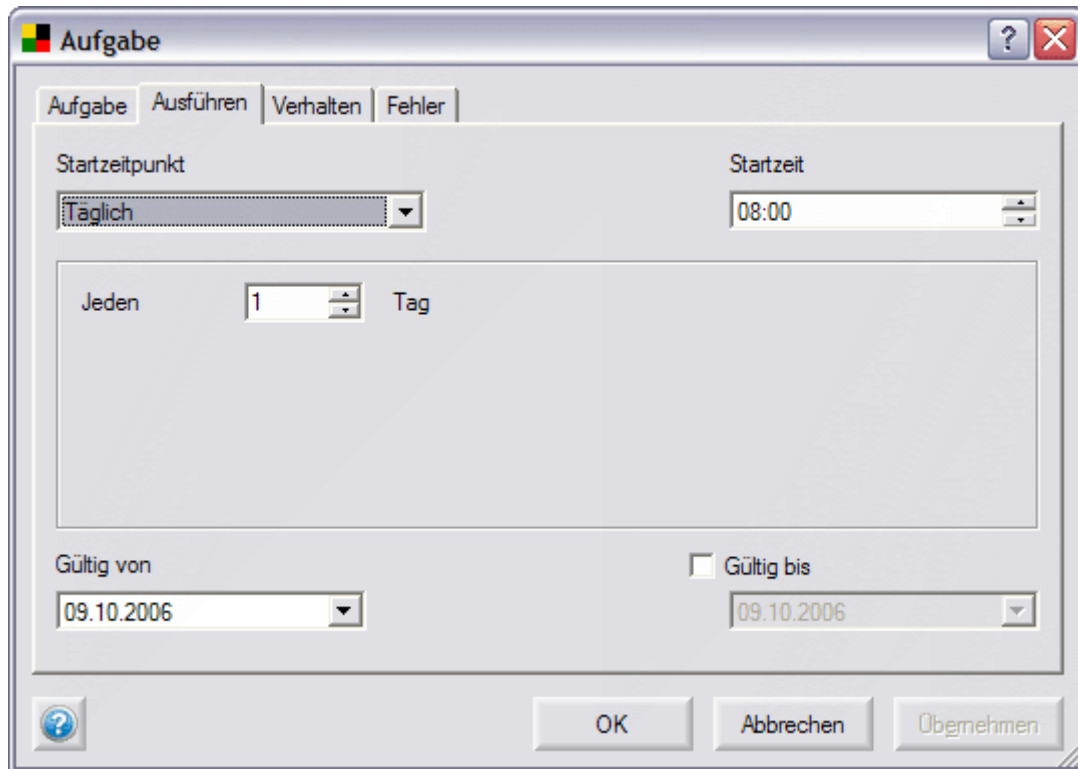 Aufgabe
Aufgabe Ausführen Verhalten Fehler
Startzeitpunkt Startzeit
Täglich 08:00
Jeden 1 Tag
Gültig von Gültig bis
09.10.2006 09.10.2006
OK Abbrechen Übernehmen